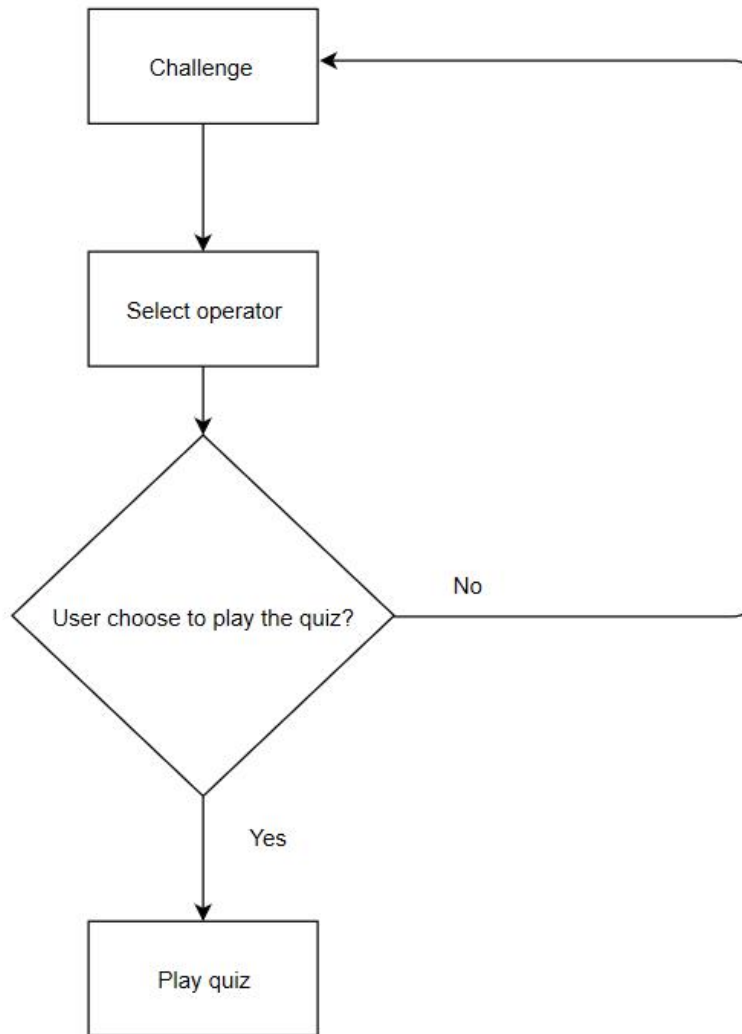 Challenge
Select operator
User choose to play the quiz?
No
Yes
Play quiz